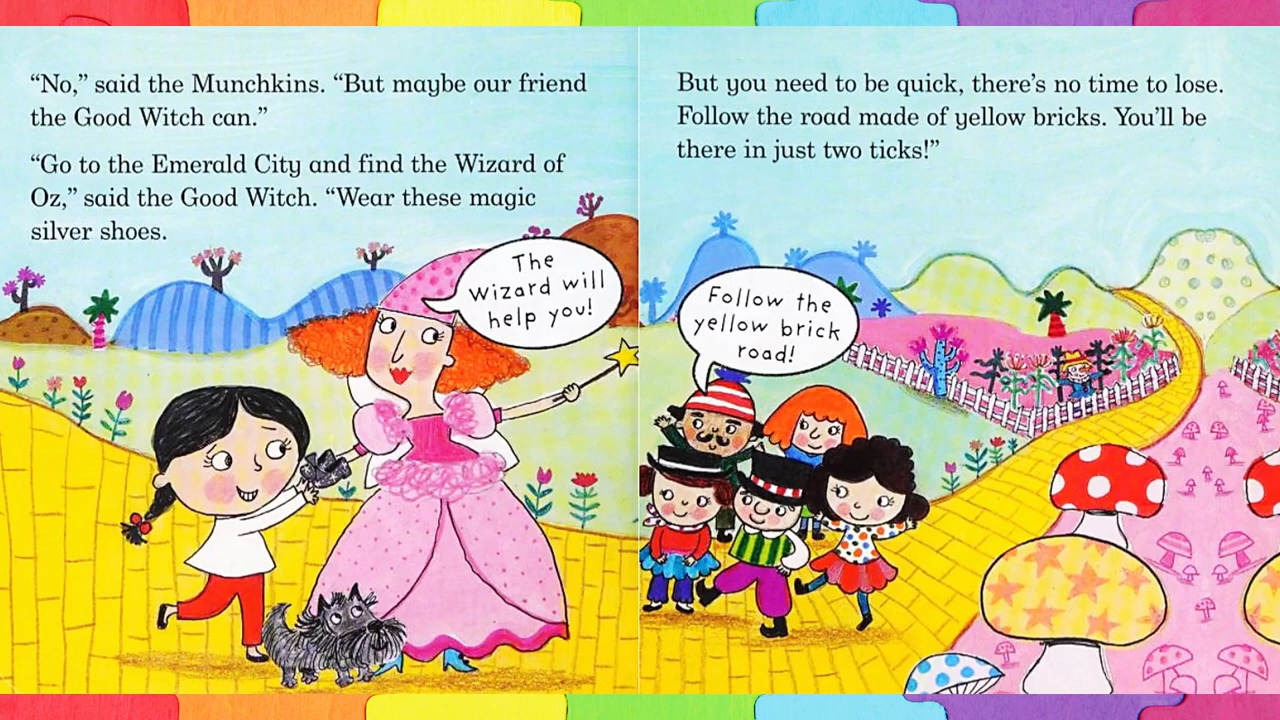 “No,” said the Munchkins. “But maybe our friend
the Good Witch can.”
“Go to the Emerald City and find the Wizard of
Oz,” said the Good Witch. “Wear these magic
silver shoes.
The
wizard will
help you!
But you need to be quick, there’s no time to lose.
Follow the road made of yellow bricks. You’ll be
there in just two ticks!”
Follow the
yellow brick
road!